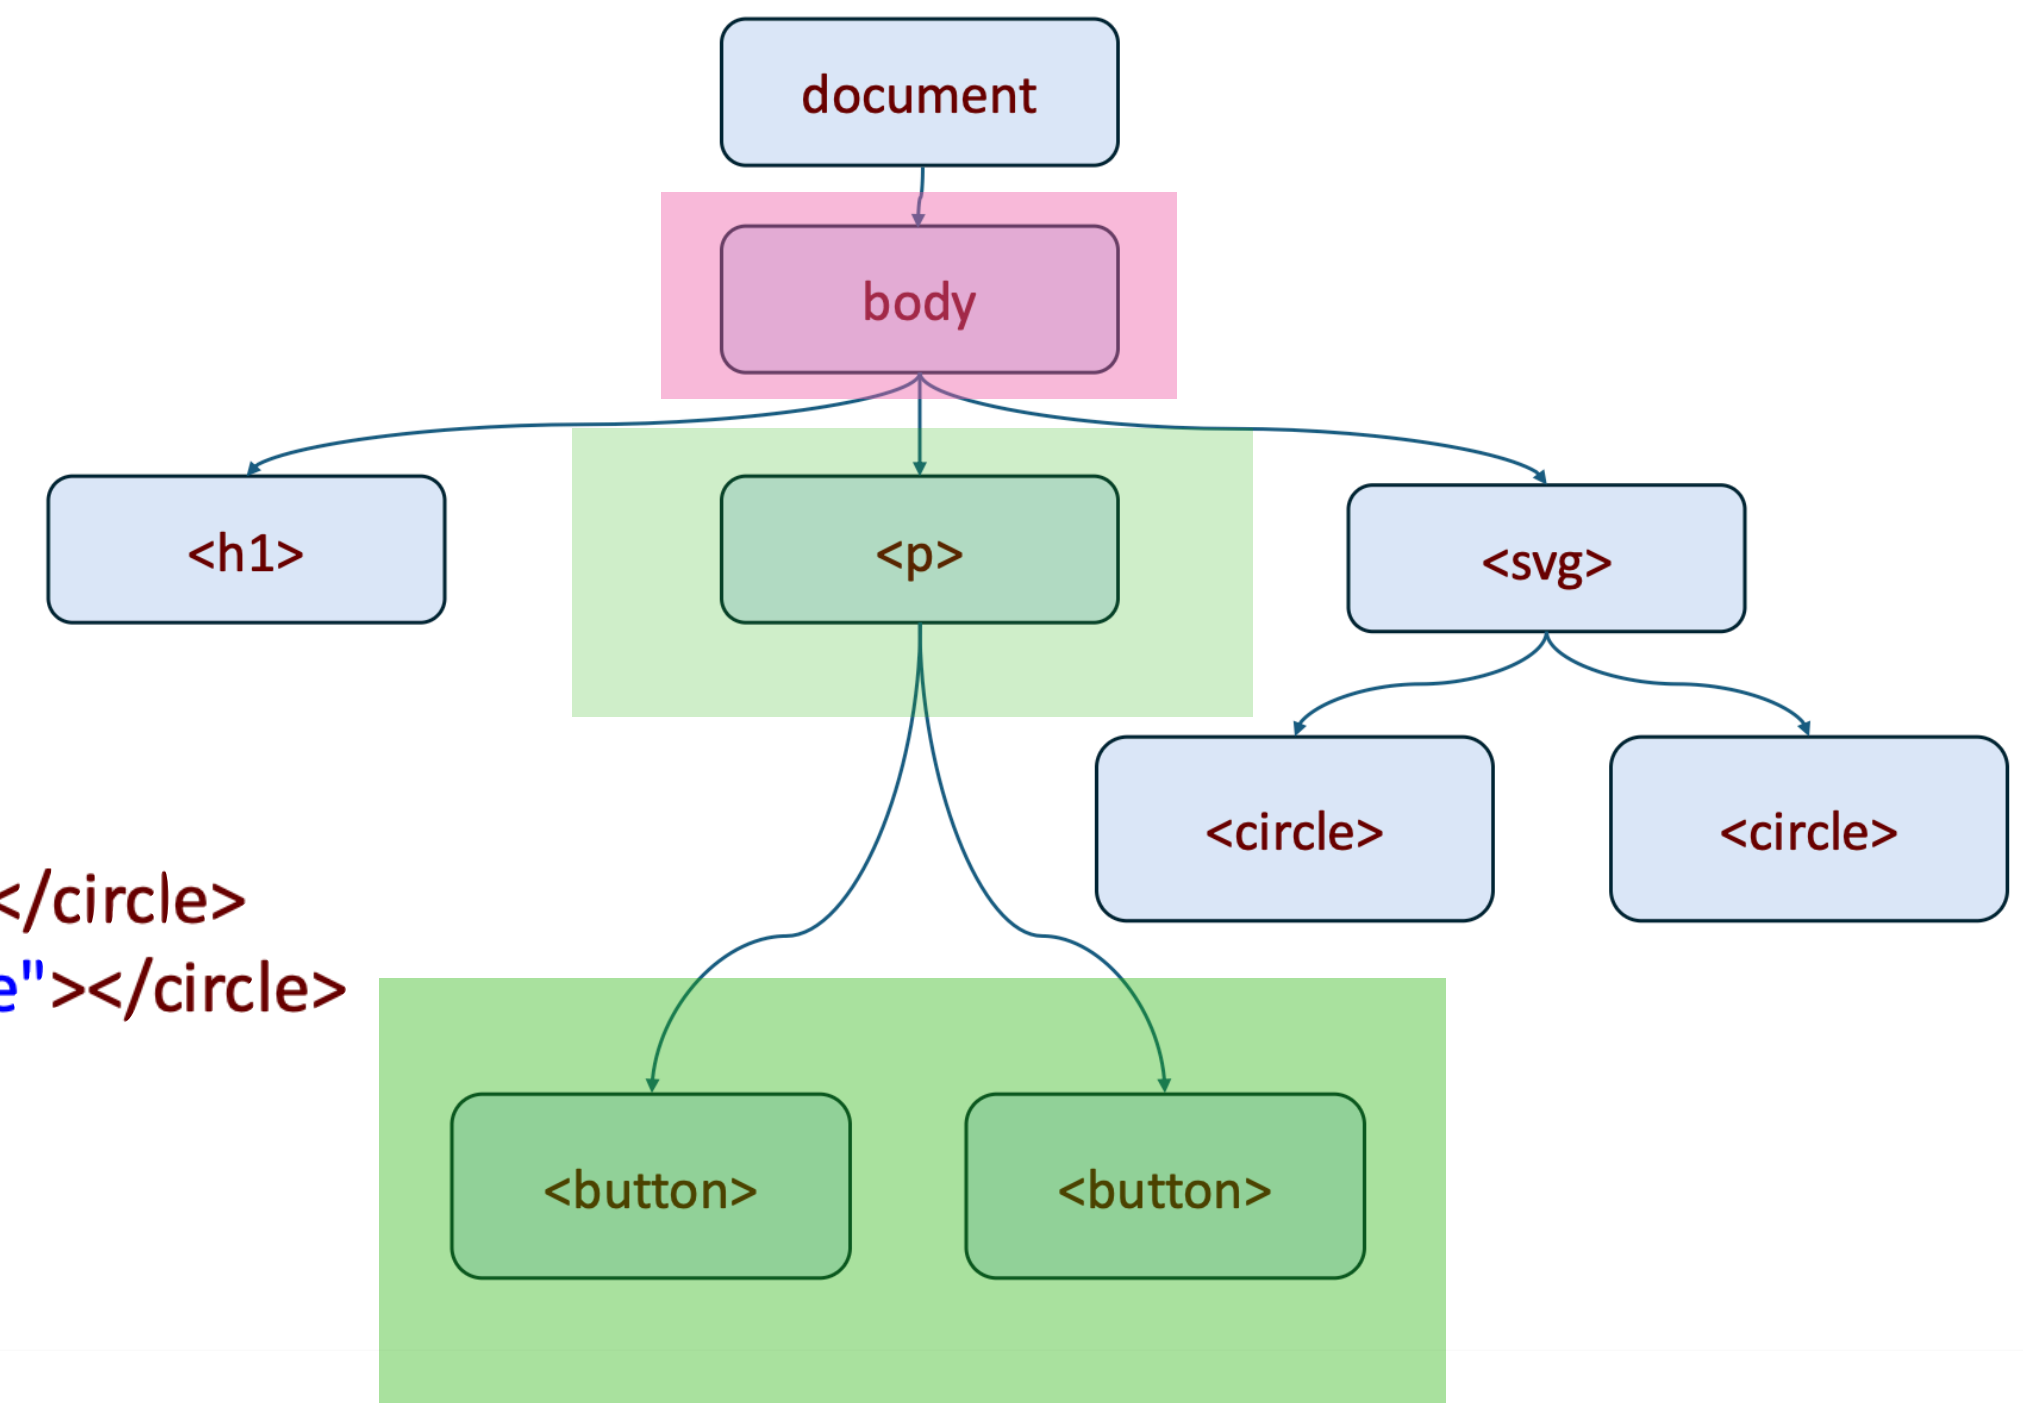 document
body
<h1>
<p>
<svg>
<circle>
<circle>
</circle>
e"></circle>
<button>
<button>